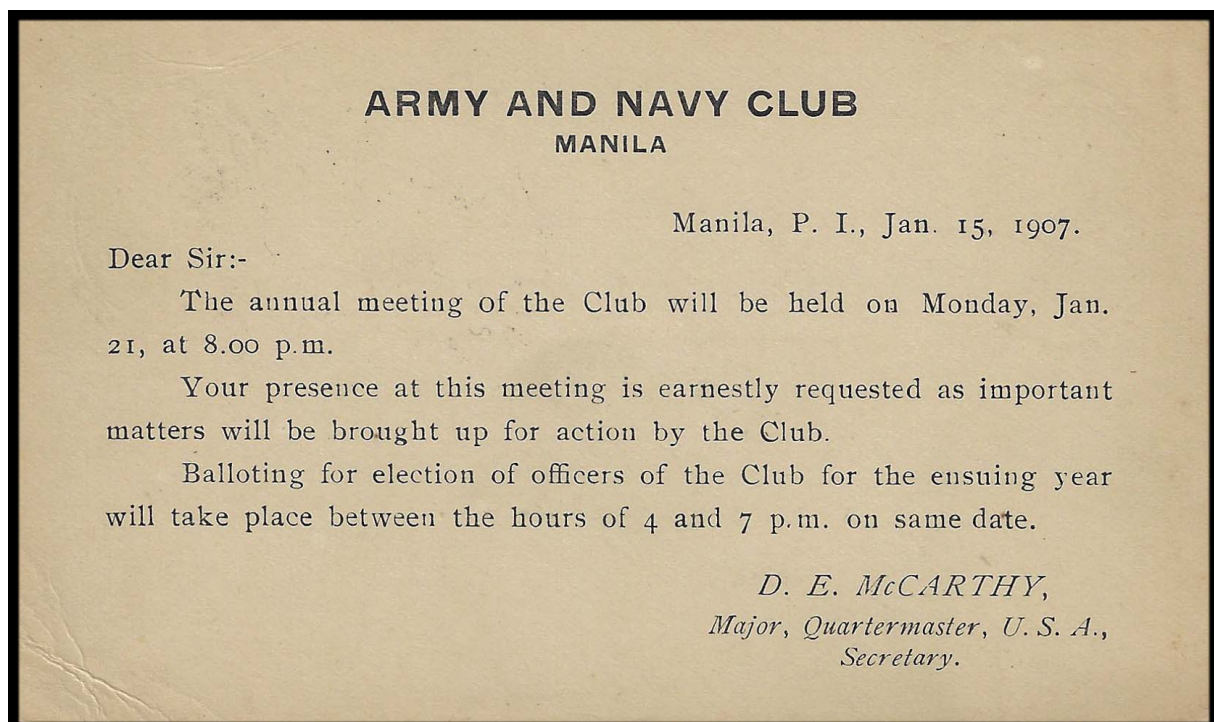 ARMY AND NAVY CLUB
MANILA
Manila, P. I., Jan. 15, 1907.
Dear Sir:-
The annual meeting of the Club will be held on Monday, Jan.
21, at 8.00 p.m.
Your presence at this meeting is earnestly requested as important
matters will be brought up for action by the Club.
Balloting for election of officers of the Club for the ensuing year
will take place between the hours of 4 and 7 p.m. on same date.
D. E. McCARTHY,
Major, Quartermaster, U. S. A.,
Secretary.